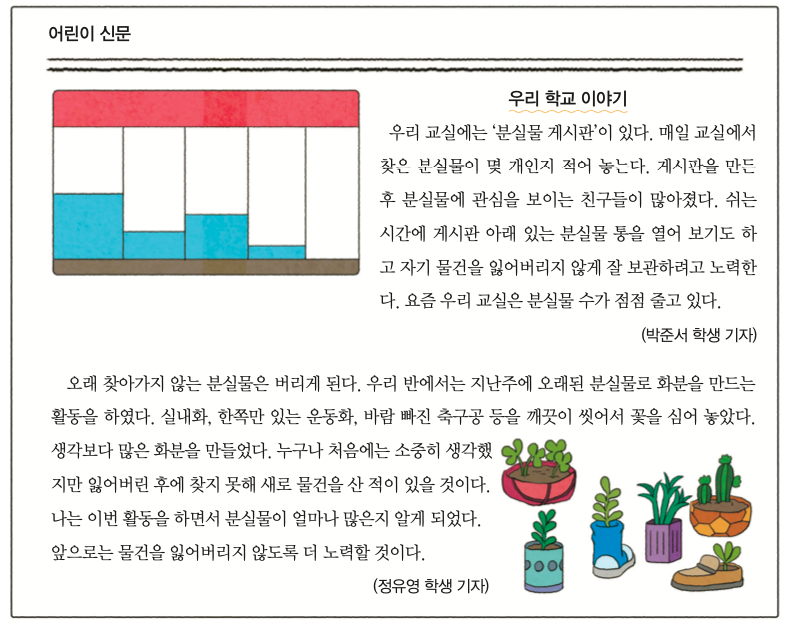 어린이 신문
우리 학교 이야기
우리 교실에는 ‘분실물 게시판’이 있다. 매일 교실에서
찾은 분실물이 몇 개인지 적어 놓는다. 게시판을 만든
후 분실물에 관심을 보이는 친구들이 많아졌다. 쉬는
시간에 게시판 아래 있는 분실물 통을 열어 보기도 하
고 자기 물건을 잃어버리지 않게 잘 보관하려고 노력한
다. 요즘 우리 교실은 분실물 수가 점점 줄고 있다.
(박준서 학생 기자)
오래 찾아가지 않는 분실물은 버리게 된다. 우리 반에서는 지난주에 오래된 분실물로 화분을 만드는
활동을 하였다. 실내화, 한쪽만 있는 운동화, 바람 빠진 축구공 등을 깨끗이 씻어서 꽃을 심어 놓았다.
생각보다 많은 화분을 만들었다. 누구나 처음에는 소중히 생각했
지만 잃어버린 후에 찾지 못해 새로 물건을 산 적이 있을 것이다.
나는 이번 활동을 하면서 분실물이 얼마나 많은지 알게 되었다.
앞으로는 물건을 잃어버리지 않도록 더 노력할 것이다.
(정유영 학생 기자)